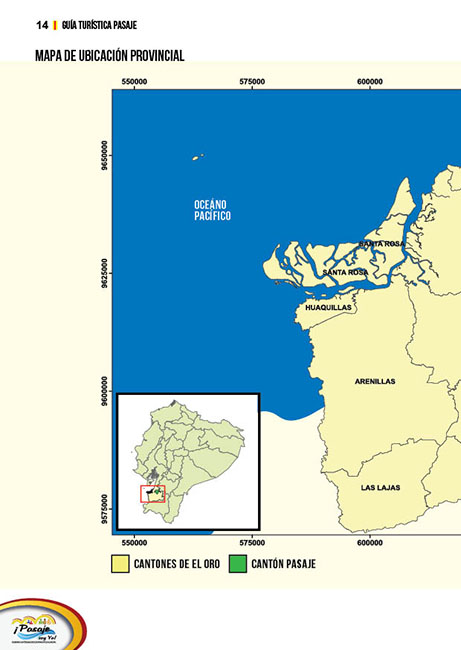 14 | GUÍA TURÍSTICA PASAJE
MAPA DE UBICACIÓN PROVINCIAL
550000 575000 600000
9650000
OCEÁNO
PACÍFICO
SANTA ROSA
9625000
SANTA ROSA
HUAQUILLAS
ARENILLAS
9600000
LAS LAJAS
9575000
550000 575000 600000
CANTONES DE EL ORO CANTÓN PASAJE
¡Pasaje
soy Yo!